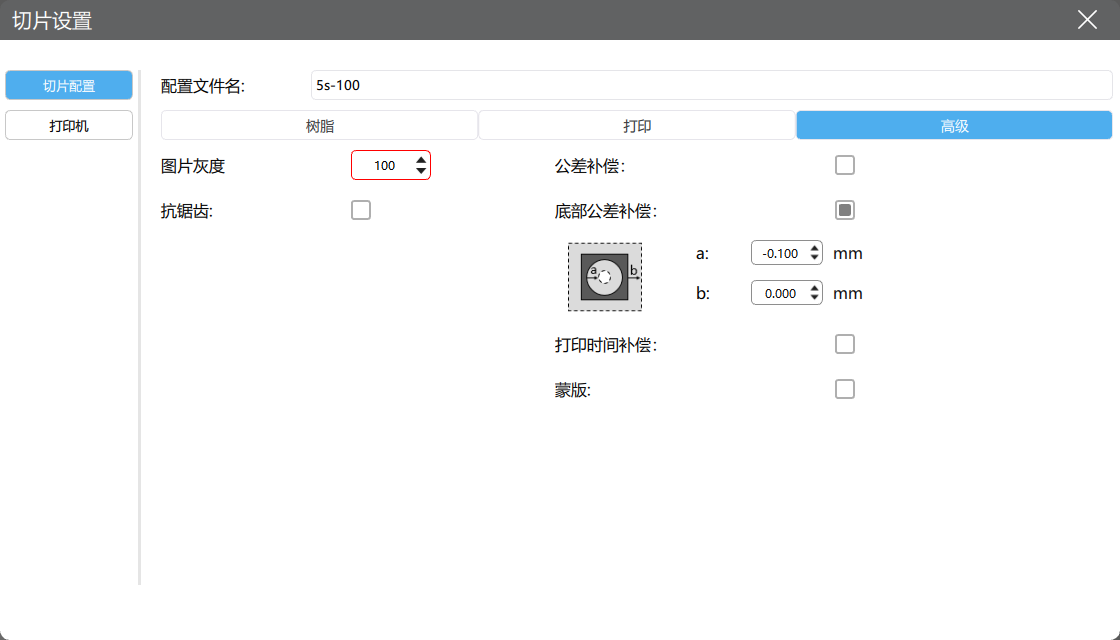 切片设置
切片配置
打印机
配置文件名: 5s-100
树脂 打印 高级
图片灰度 100 公差补偿:
抗锯齿: 底部公差补偿:
a b
a: -0.100 mm
b: 0.000 mm
打印时间补偿:
蒙版: